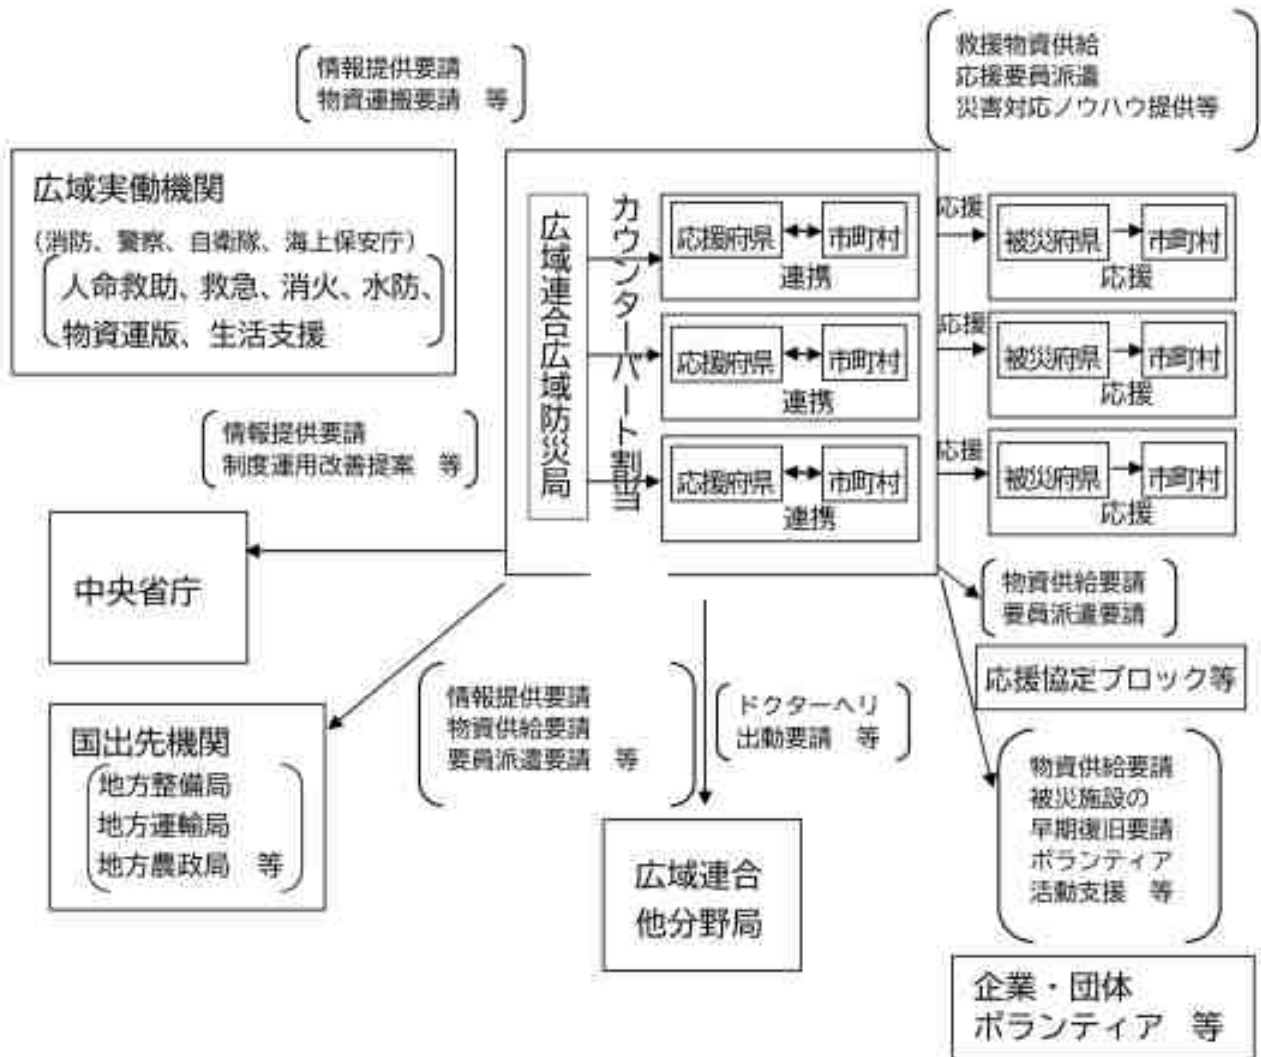 情報提供要請
物資運搬要請　等
救援物資供給
応援要員派遣
災害対応ノウハウ提供等
広域実働機関
(消防、警察、自衛隊、海上保安庁)
人命救助、救急、消火、水防、
物資運版、生活支援
広域連合広域防災局
カウンターパート割当
応援府県
市町村
連携
応援
被災府県
市町村
応援
応援府県
市町村
連携
応援
被災府県
市町村
応援
応援府県
市町村
連携
応援
被災府県
市町村
応援
情報提供要請
制度運用改善提案　等
中央省庁
物資供給要請
要員派遣要請
応援協定ブロック等
国出先機関
地方整備局
地方運輸局
地方農政局　等
情報提供要請
物資供給要請
要員派遣要請　等
ドクターヘリ
出動要請　等
広域連合
他分野局
物資供給要請
被災施設の
早期復旧要請
ボランティア
活動支援　等
企業・団体
ボランティア　等